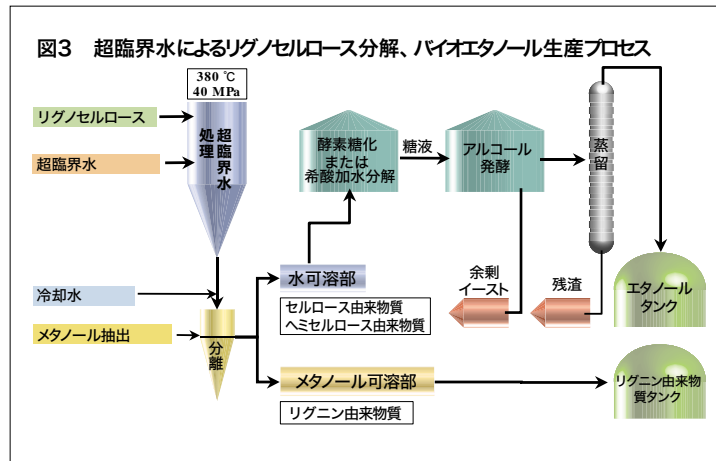 図3　超臨界水によるリグノセルロース分解、バイオエタノール生産プロセス
380 ℃
40 MPa
リグノセルロース
超臨界水
超臨界水
処理
酵素糖化
または
希酸加水分解
糖液
アルコール
発酵
蒸留
冷却水
メタノール抽出
分離
水可溶部
セルロース由来物質
ヘミセルロース由来物質
余剰
イースト
残渣
エタノール
タンク
メタノール可溶部
リグニン由来物質
リグニン由来物
質タンク